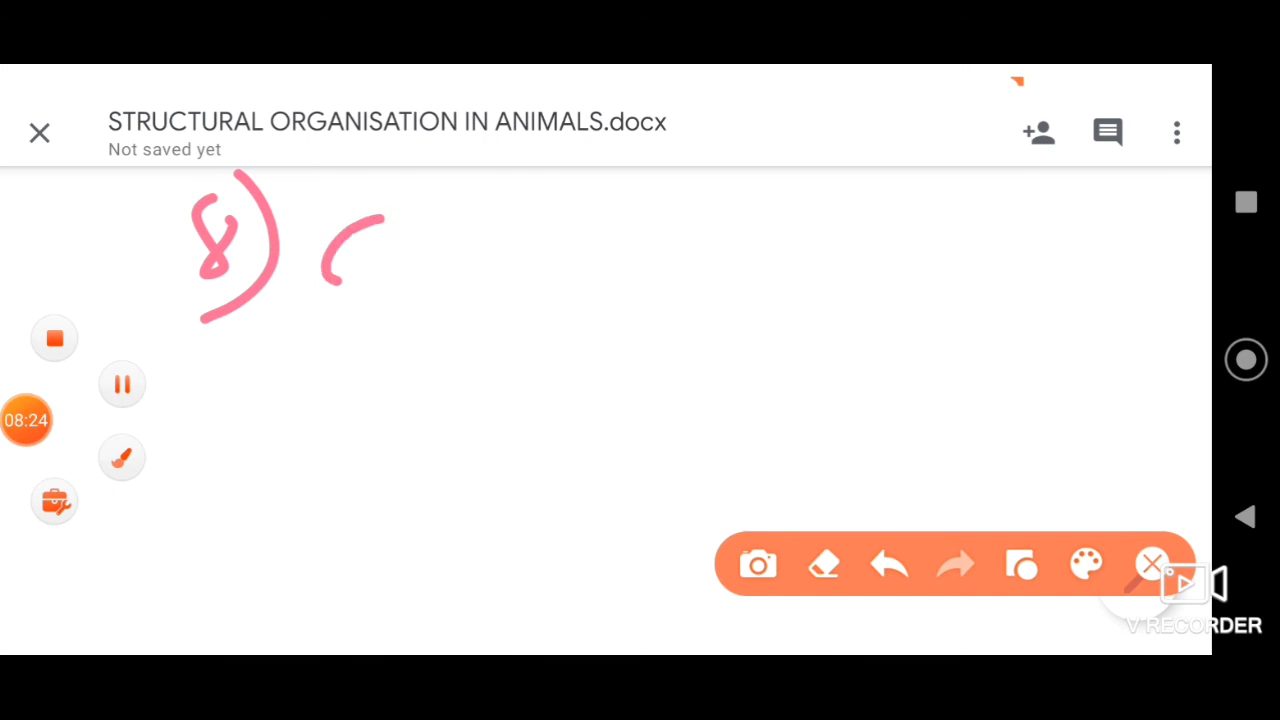 STRUCTURAL ORGANISATION IN ANIMALS.docx
Not saved yet
8)
08:24
V RECORDER